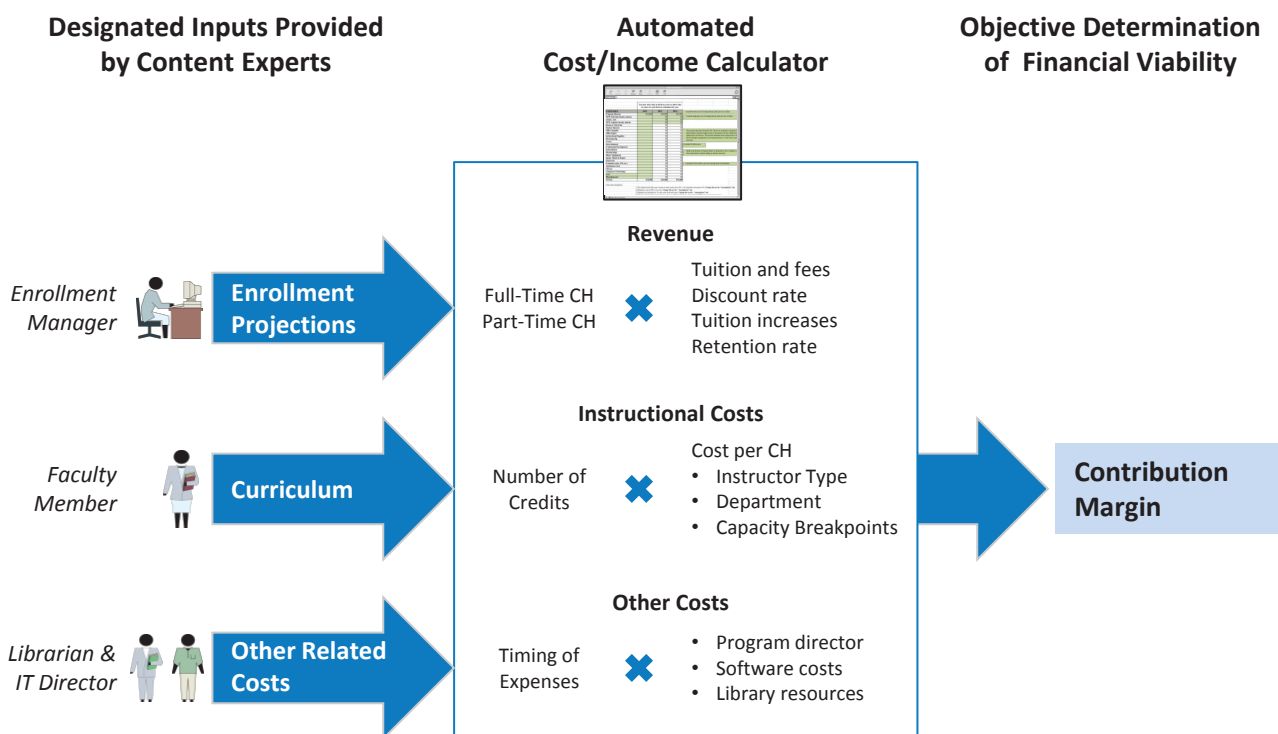 Designated Inputs Provided
by Content Experts
Automated
Cost/Income Calculator
Objective Determination
of Financial Viability
Revenue
Enrollment
Manager
Enrollment
Projections
Full-Time CH
Part-Time CH
Tuition and fees
Discount rate
Tuition increases
Retention rate
Instructional Costs
Faculty
Member
Curriculum
Number of
Credits
Cost per CH
• Instructor Type
• Department
• Capacity Breakpoints
Contribution
Margin
Other Costs
Librarian &
IT Director
Other Related
Costs
Timing of
Expenses
• Program director
• Software costs
• Library resources